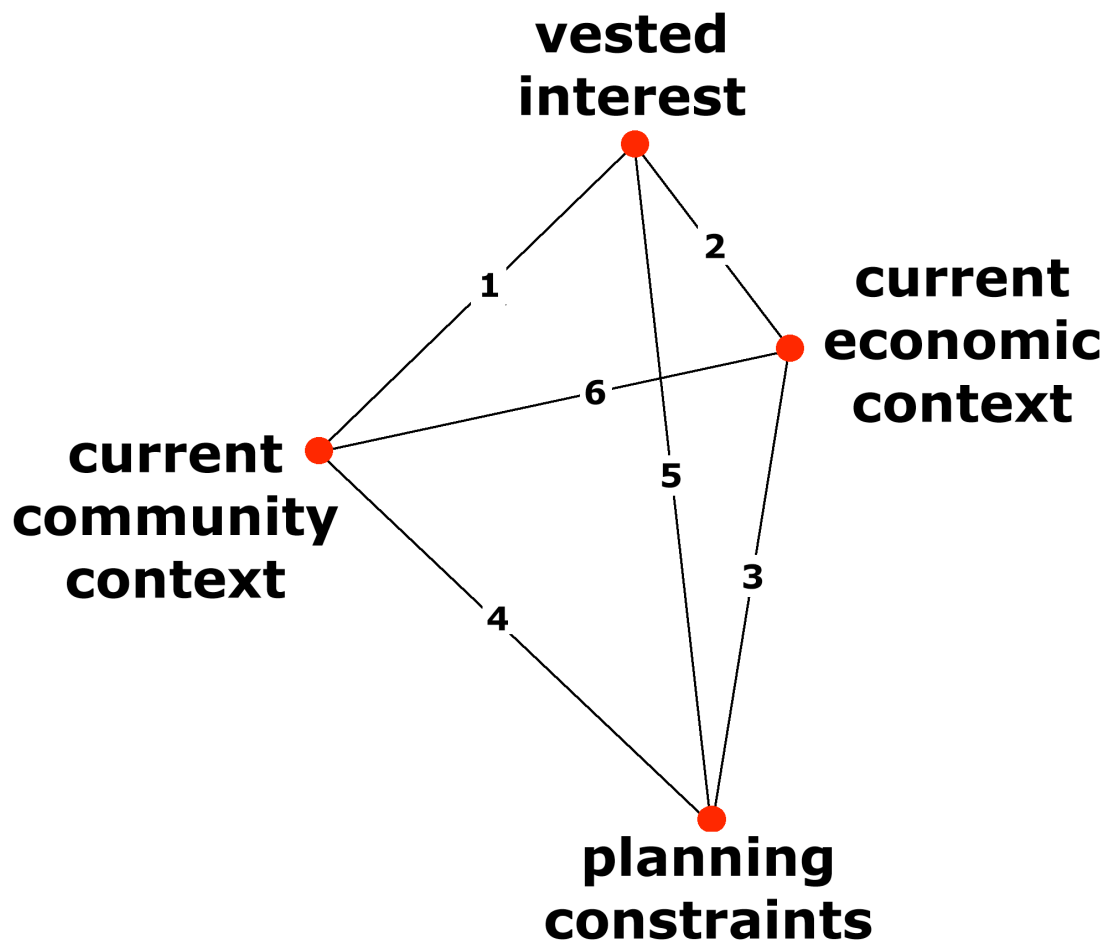 vested
interest
2
current
economic
context
1
6
current
community
context
5
3
4
planning
constraints